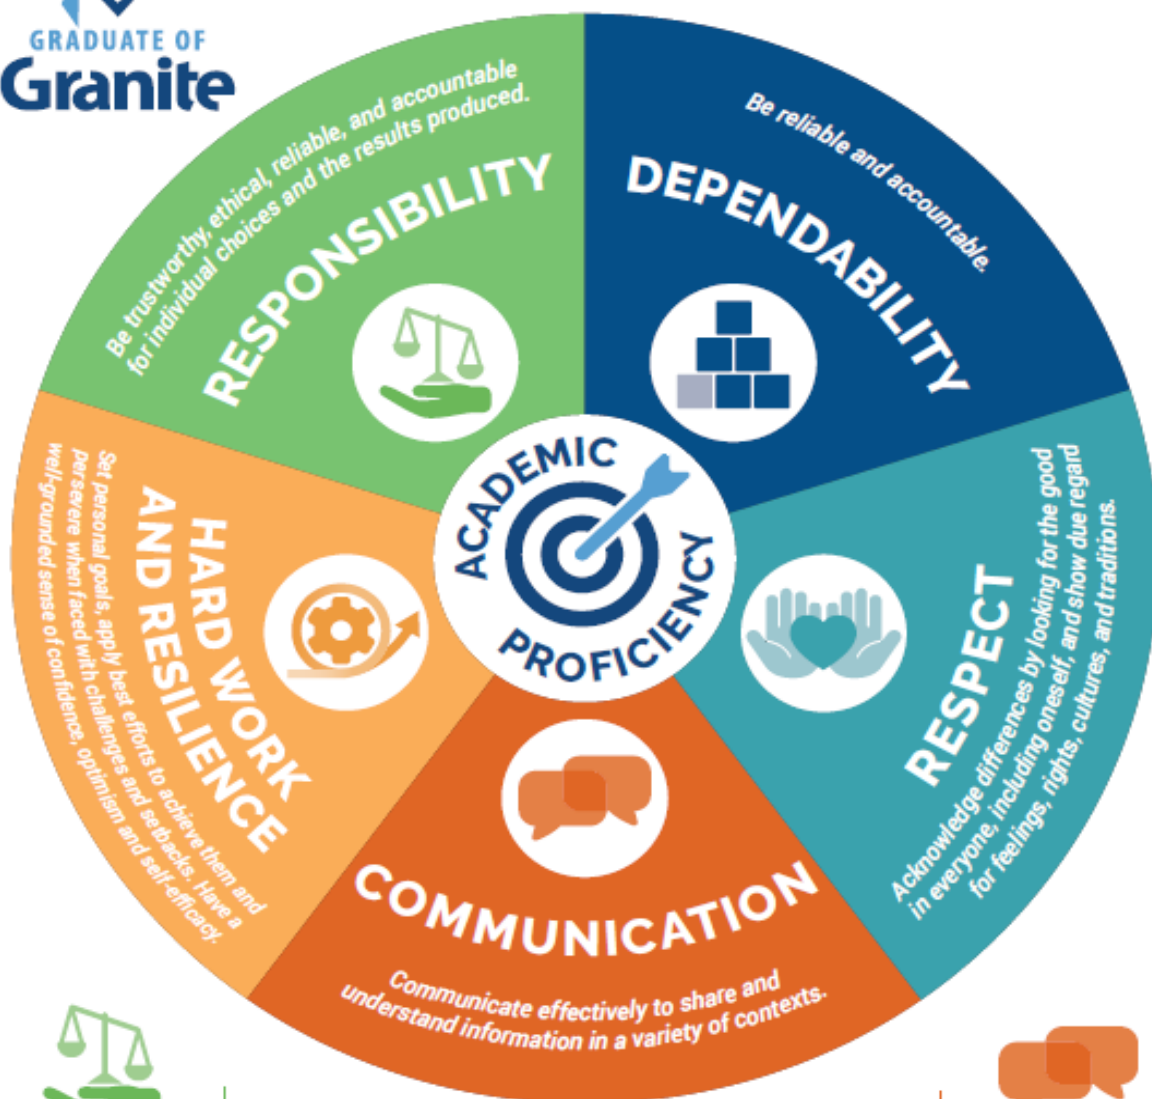 GRADUATE OF
Granite
Be trustworthy, ethical, reliable, and accountable
for individual choices and the results produced.
RESPONSIBILITY
Be reliable and accountable.
DEPENDABILITY
ACADEMIC
PROFICIENCY
Set personal goals, apply best efforts to achieve them and
persevere when faced with challenges and setbacks. Have a
well-grounded sense of confidence, optimism and self-efficacy.
HARD WORK
AND RESILIENCE
RESPECT
Acknowledge differences by looking for the good
in everyone, including oneself, and show due regard
for feelings, rights, cultures, and traditions.
COMMUNICATION
Communicate effectively to share and
understand information in a variety of contexts.